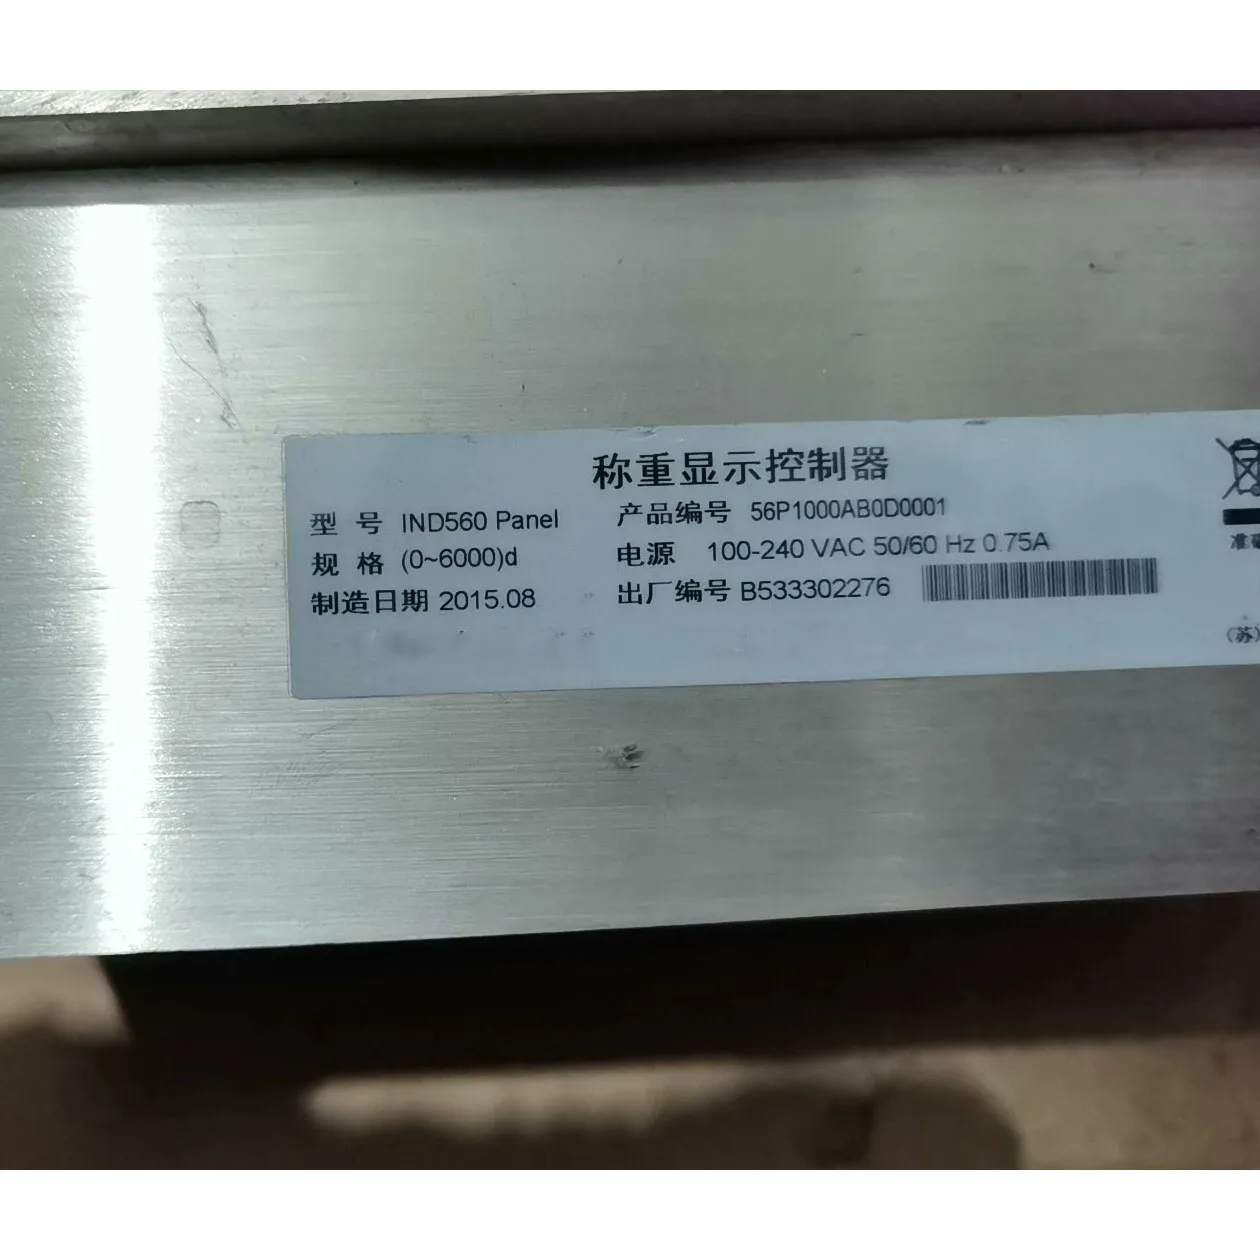 称重显示控制器
型 号 IND560 Panel 产品编号 56P1000AB0D0001
规 格 (0~6000)d 电源 100-240 VAC 50/60 Hz 0.75A
制造日期 2015.08 出厂编号 B533302276
准
(苏)